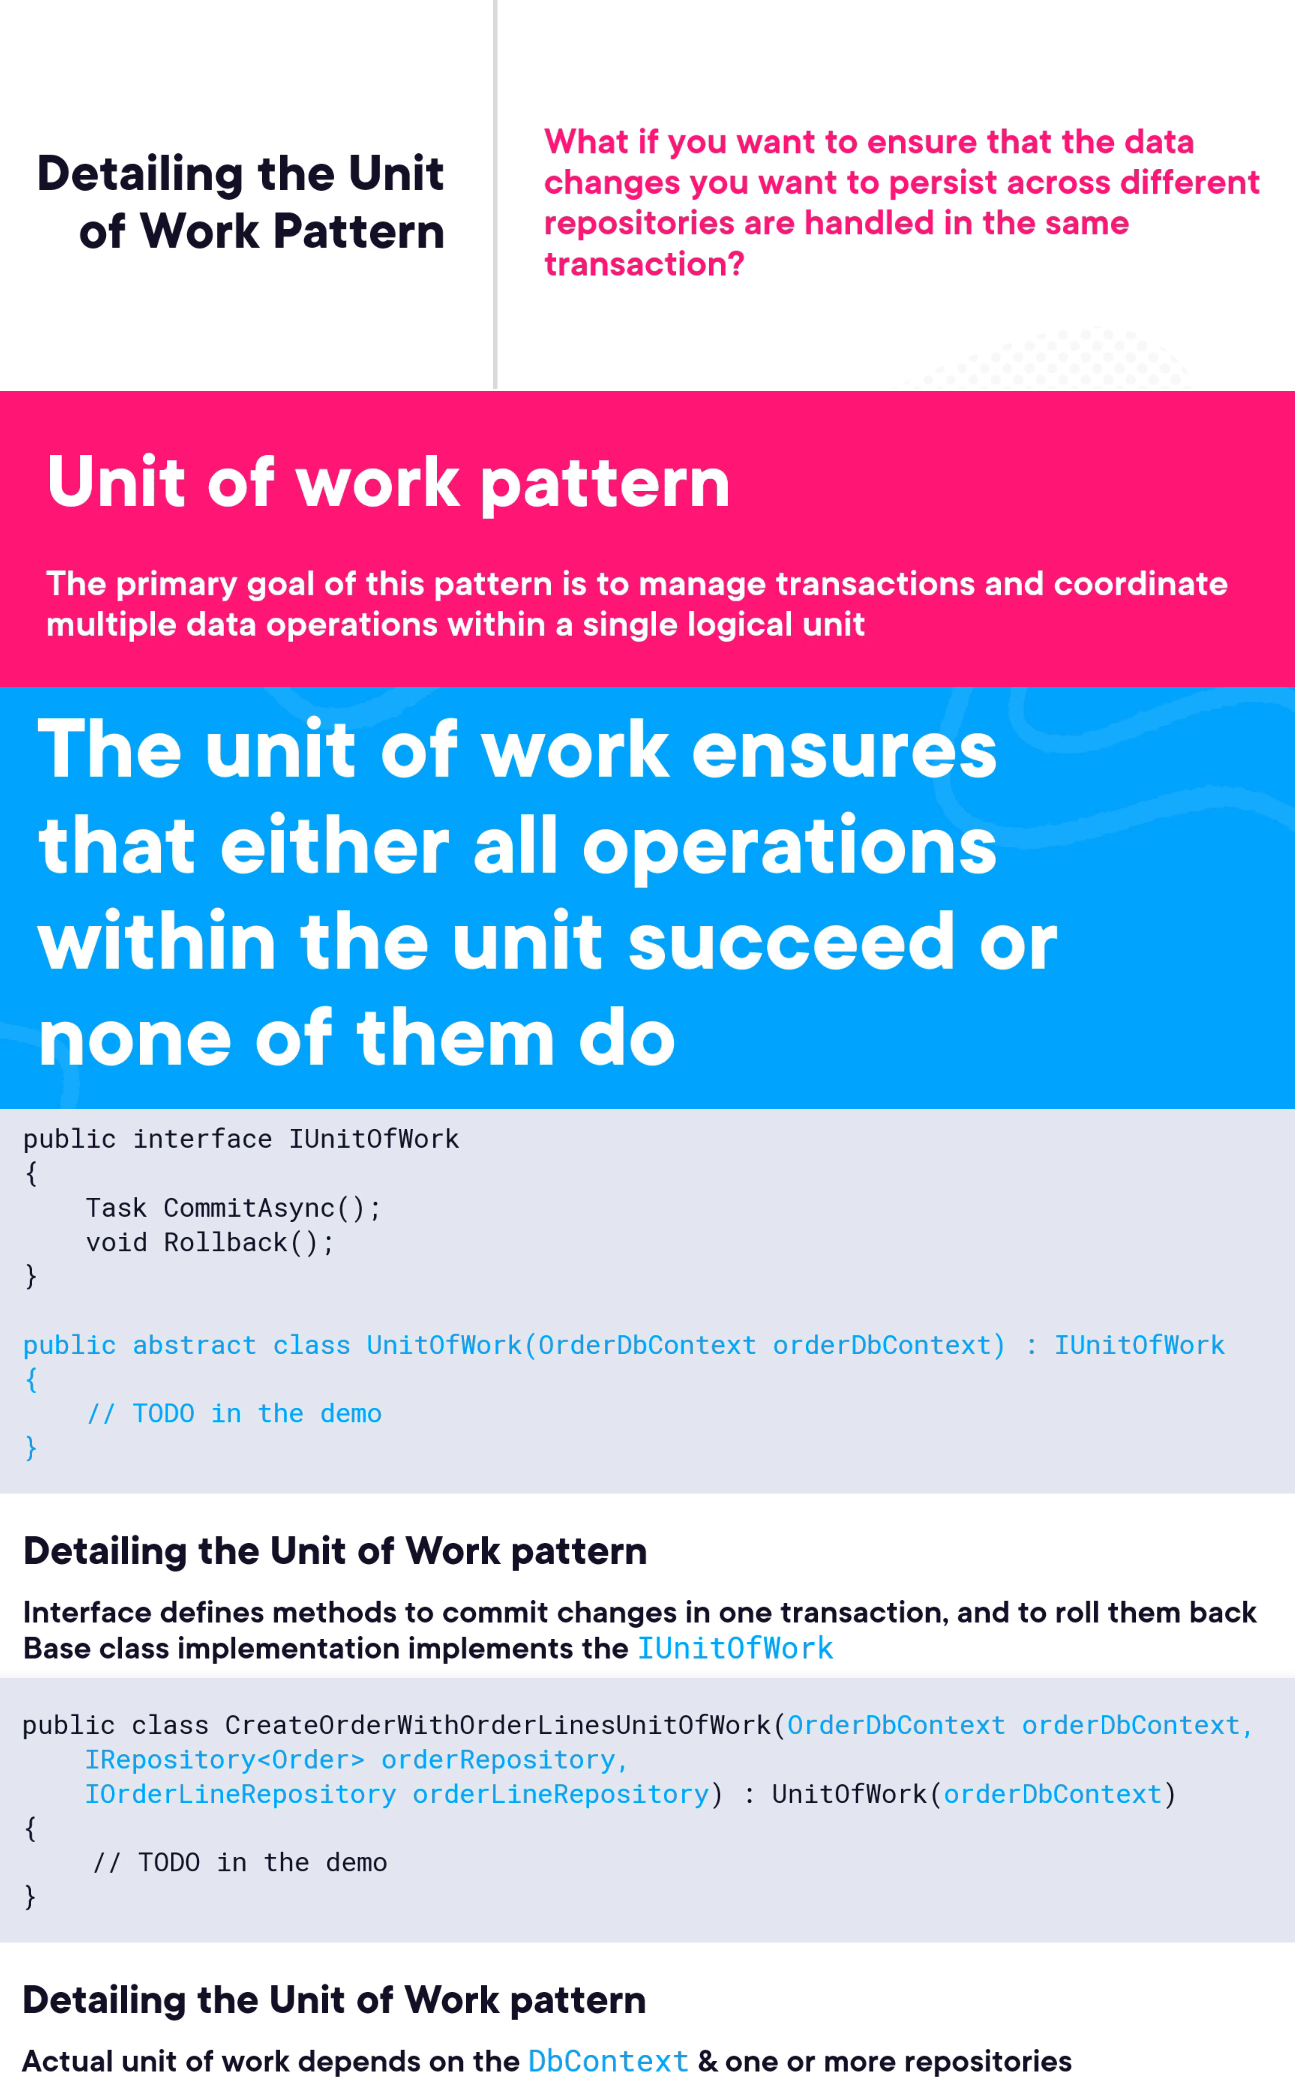 Detailing the Unit
of Work Pattern
What if you want to ensure that the data
changes you want to persist across different
repositories are handled in the same
transaction?
Unit of work pattern
The primary goal of this pattern is to manage transactions and coordinate
multiple data operations within a single logical unit
The unit of work ensures
that either all operations
within the unit succeed or
none of them do
public interface IUnitOfWork
{
    Task CommitAsync();
    void Rollback();
}
public abstract class UnitOfWork(OrderDbContext orderDbContext) : IUnitOfWork
{
    // TODO in the demo
}
Detailing the Unit of Work pattern
Interface defines methods to commit changes in one transaction, and to roll them back
Base class implementation implements the IUnitOfWork
public class CreateOrderWithOrderLinesUnitOfWork(OrderDbContext orderDbContext,
    IRepository<Order> orderRepository,
    IOrderLineRepository orderLineRepository) : UnitOfWork(orderDbContext)
{
    // TODO in the demo
}
Detailing the Unit of Work pattern
Actual unit of work depends on the DbContext & one or more repositories